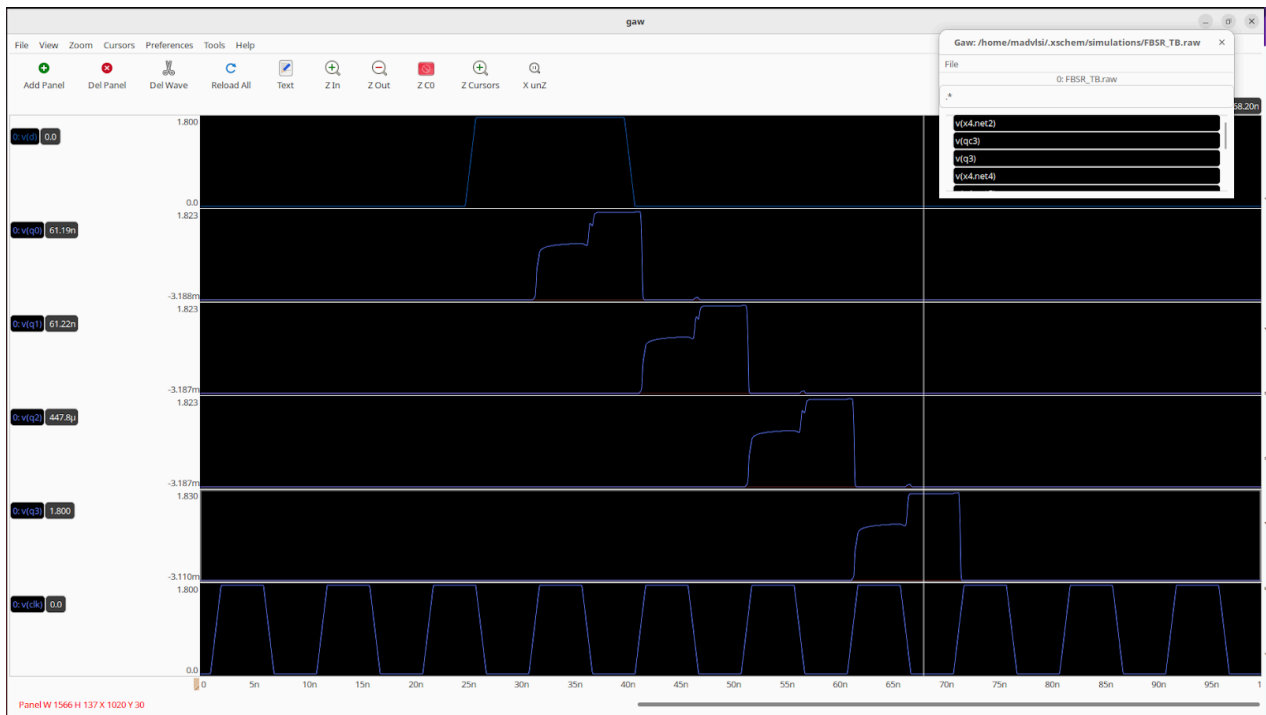 gaw
File View Zoom Cursors Preferences Tools Help
Add Panel Del Panel Del Wave Reload All Text Z In Z Out Z C0 Z Cursors X unZ
Gaw: /home/madvlsi/.xschem/simulations/FBSR_TB.raw
File
0: FBSR_TB.raw
.*
v(x4.net2)
v(qc3)
v(q3)
v(x4.net4)
68.20n
0: v(d) 0.0
1.800
0.0
0: v(q0) 61.19n
1.823
-3.188m
0: v(q1) 61.22n
1.823
-3.187m
0: v(q2) 447.8µ
1.823
-3.187m
0: v(q3) 1.800
1.830
-3.110m
0: v(clk) 0.0
1.800
0.0
0 5n 10n 15n 20n 25n 30n 35n 40n 45n 50n 55n 60n 65n 70n 75n 80n 85n 90n 95n 1
Panel W 1566 H 137 X 1020 Y 30